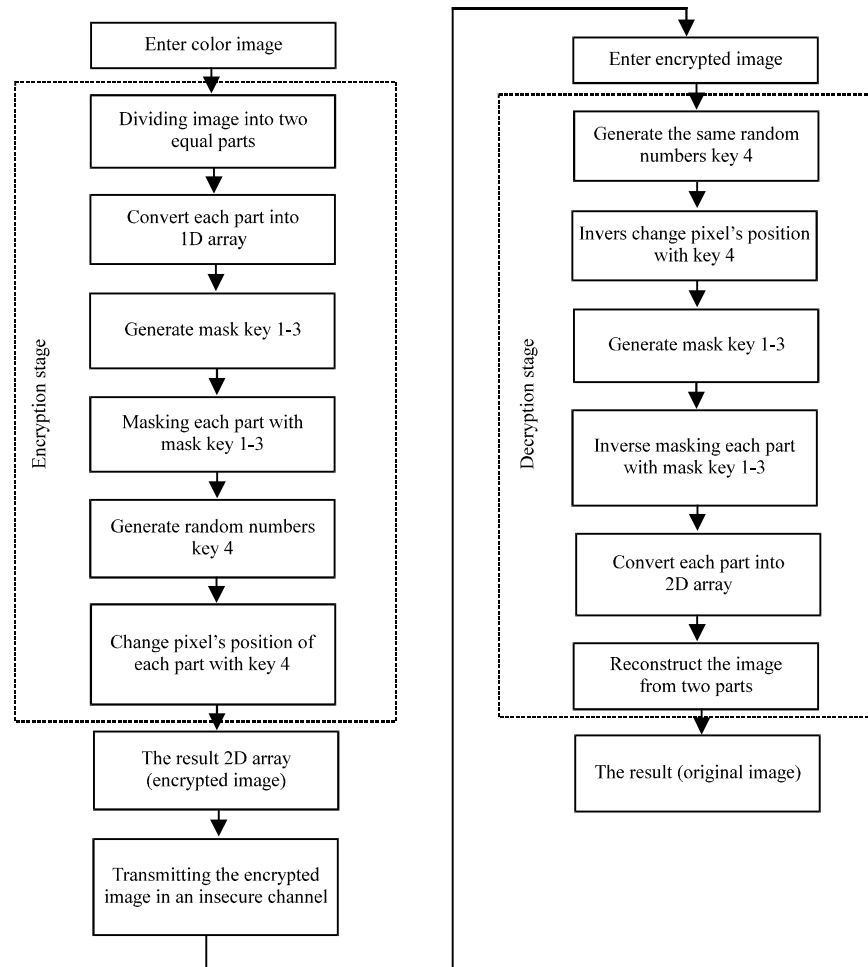 Enter color image
Dividing image into two
equal parts
Convert each part into
1D array
Generate mask key 1-3
Masking each part with
mask key 1-3
Generate random numbers
key 4
Change pixel's position of
each part with key 4
Encryption stage
The result 2D array
(encrypted image)
Transmitting the encrypted
image in an insecure channel
Enter encrypted image
Generate the same random
numbers key 4
Invers change pixel's position
with key 4
Generate mask key 1-3
Inverse masking each part
with mask key 1-3
Convert each part into
2D array
Reconstruct the image
from two parts
Decryption stage
The result (original image)